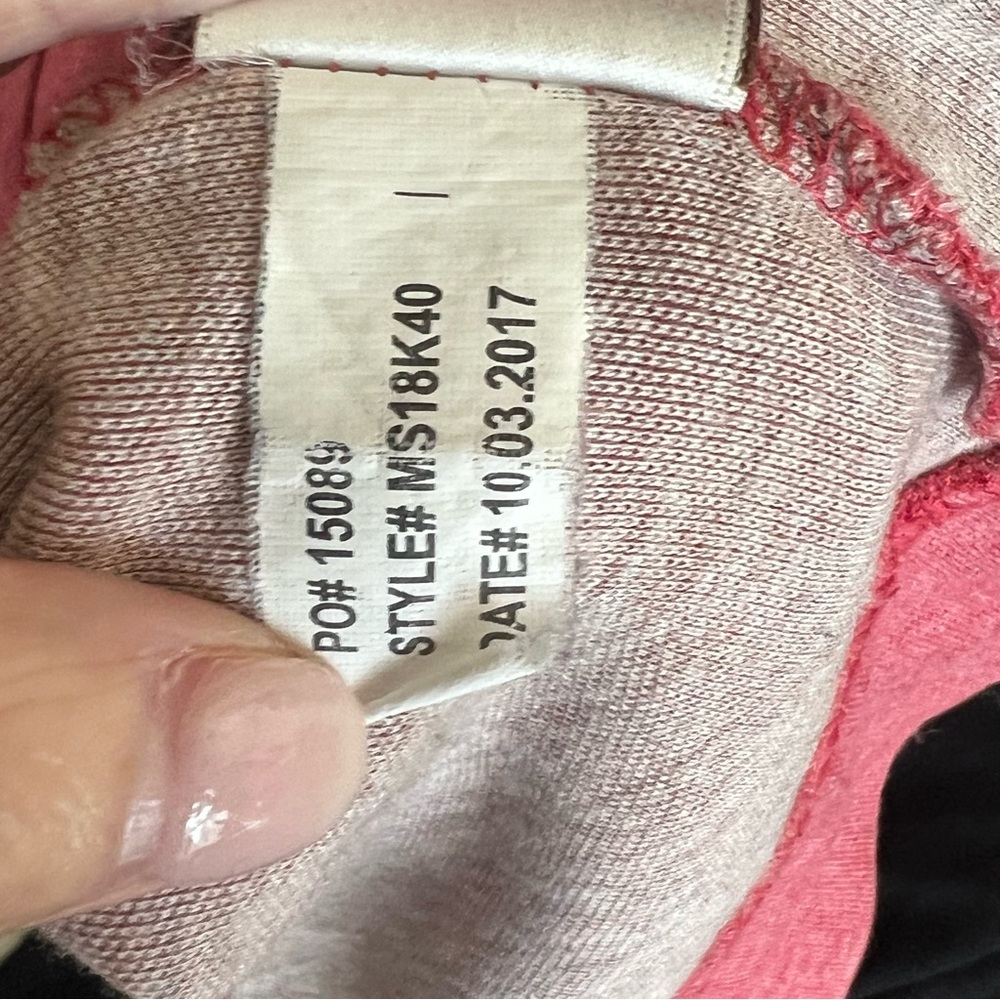 PO# 15089
STYLE# MS18K40
DATE# 10.03.2017